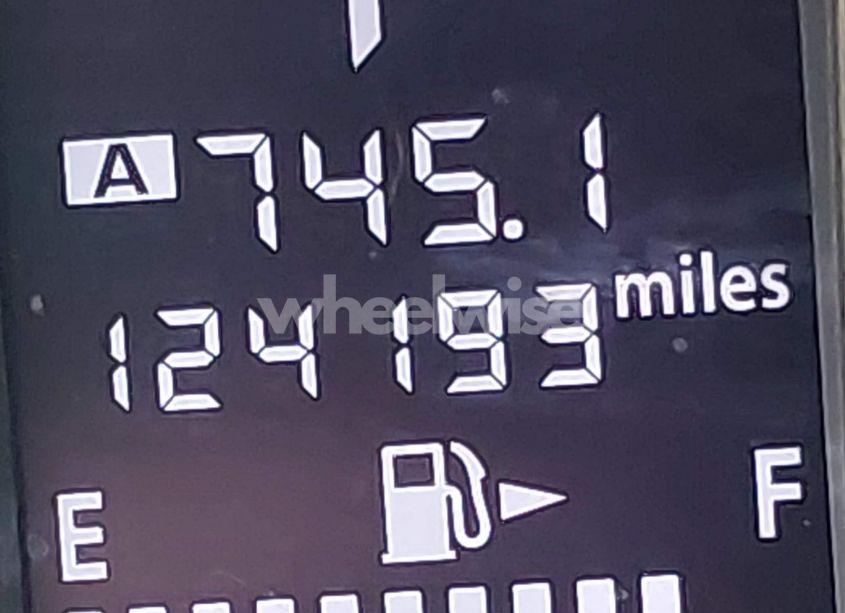 A 745.1
124193 miles
wheelwise
E F